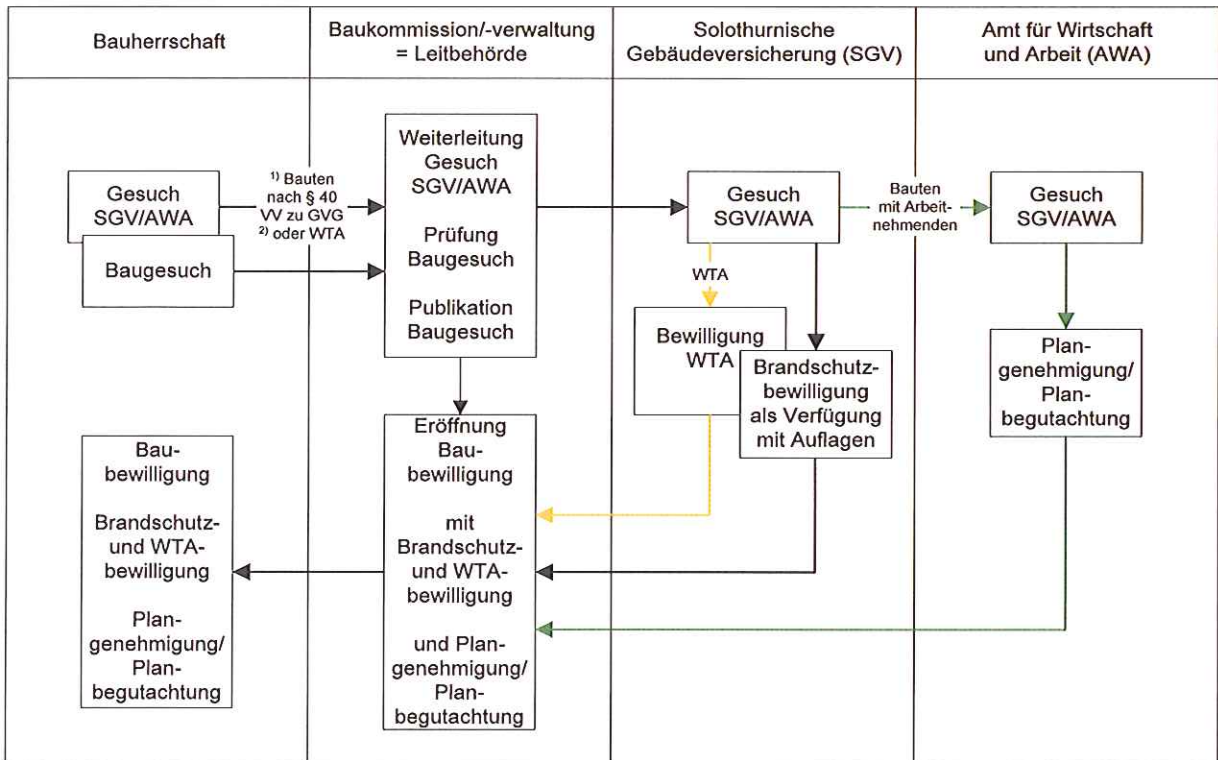 Bauherrschaft
Baukommission/-verwaltung
= Leitbehörde
Solothurnische
Gebäudeversicherung (SGV)
Amt für Wirtschaft
und Arbeit (AWA)
Gesuch
SGV/AWA
Baugesuch
1) Bauten
nach § 40
VV zu GVG
2) oder WTA
Weiterleitung
Gesuch
SGV/AWA
Prüfung
Baugesuch
Publikation
Baugesuch
Gesuch
SGV/AWA
Bauten
mit Arbeit-
nehmenden
Gesuch
SGV/AWA
WTA
Bewilligung
WTA
Brandschutz-
bewilligung
als Verfügung
mit Auflagen
Plan-
genehmigung/
Plan-
begutachtung
Eröffnung
Bau-
bewilligung
mit
Brandschutz-
und WTA-
bewilligung
und Plan-
genehmigung/
Plan-
begutachtung
Bau-
bewilligung
Brandschutz-
und WTA-
bewilligung
Plan-
genehmigung/
Plan-
begutachtung